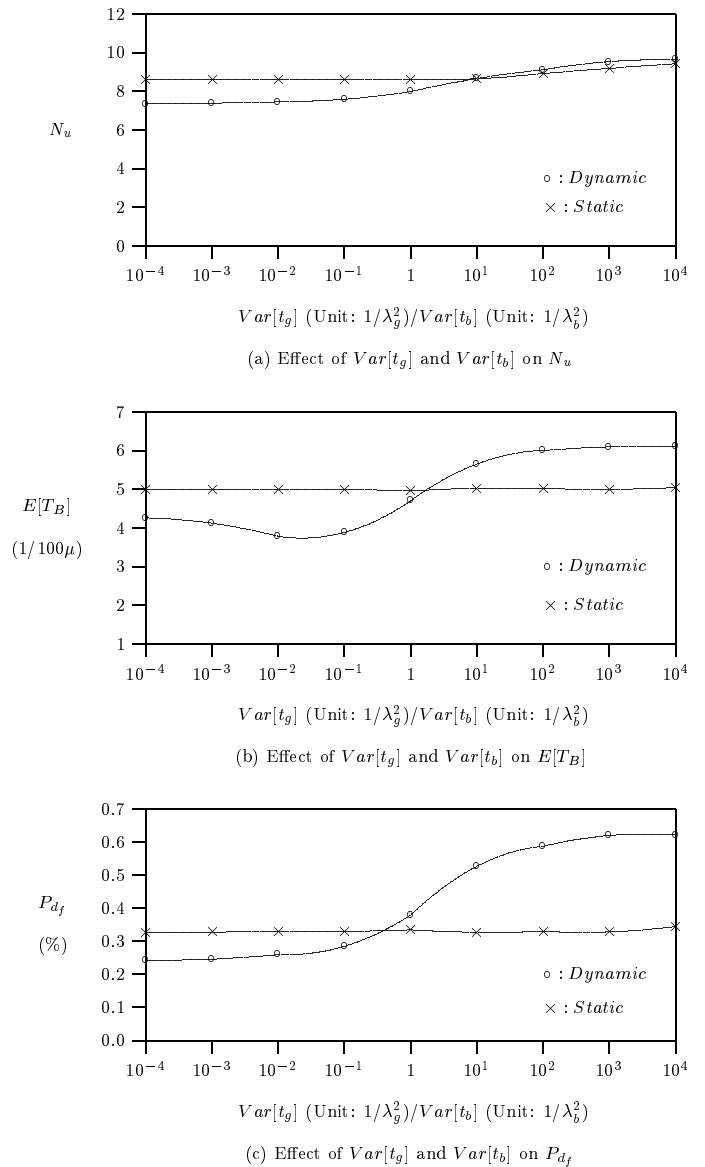 12
10
8
6
4
2
0
N_u
○ : Dynamic
× : Static
10^{-4} 10^{-3} 10^{-2} 10^{-1} 1 10^1 10^2 10^3 10^4
Var[t_g] (Unit: 1/λ_g^2)/Var[t_b] (Unit: 1/λ_b^2)
(a) Effect of Var[t_g] and Var[t_b] on N_u
7
6
5
4
3
2
1
E[T_B]
(1/100μ)
○ : Dynamic
× : Static
10^{-4} 10^{-3} 10^{-2} 10^{-1} 1 10^1 10^2 10^3 10^4
Var[t_g] (Unit: 1/λ_g^2)/Var[t_b] (Unit: 1/λ_b^2)
(b) Effect of Var[t_g] and Var[t_b] on E[T_B]
0.7
0.6
0.5
0.4
0.3
0.2
0.1
0.0
P_{d_f}
(%)
○ : Dynamic
× : Static
10^{-4} 10^{-3} 10^{-2} 10^{-1} 1 10^1 10^2 10^3 10^4
Var[t_g] (Unit: 1/λ_g^2)/Var[t_b] (Unit: 1/λ_b^2)
(c) Effect of Var[t_g] and Var[t_b] on P_{d_f}